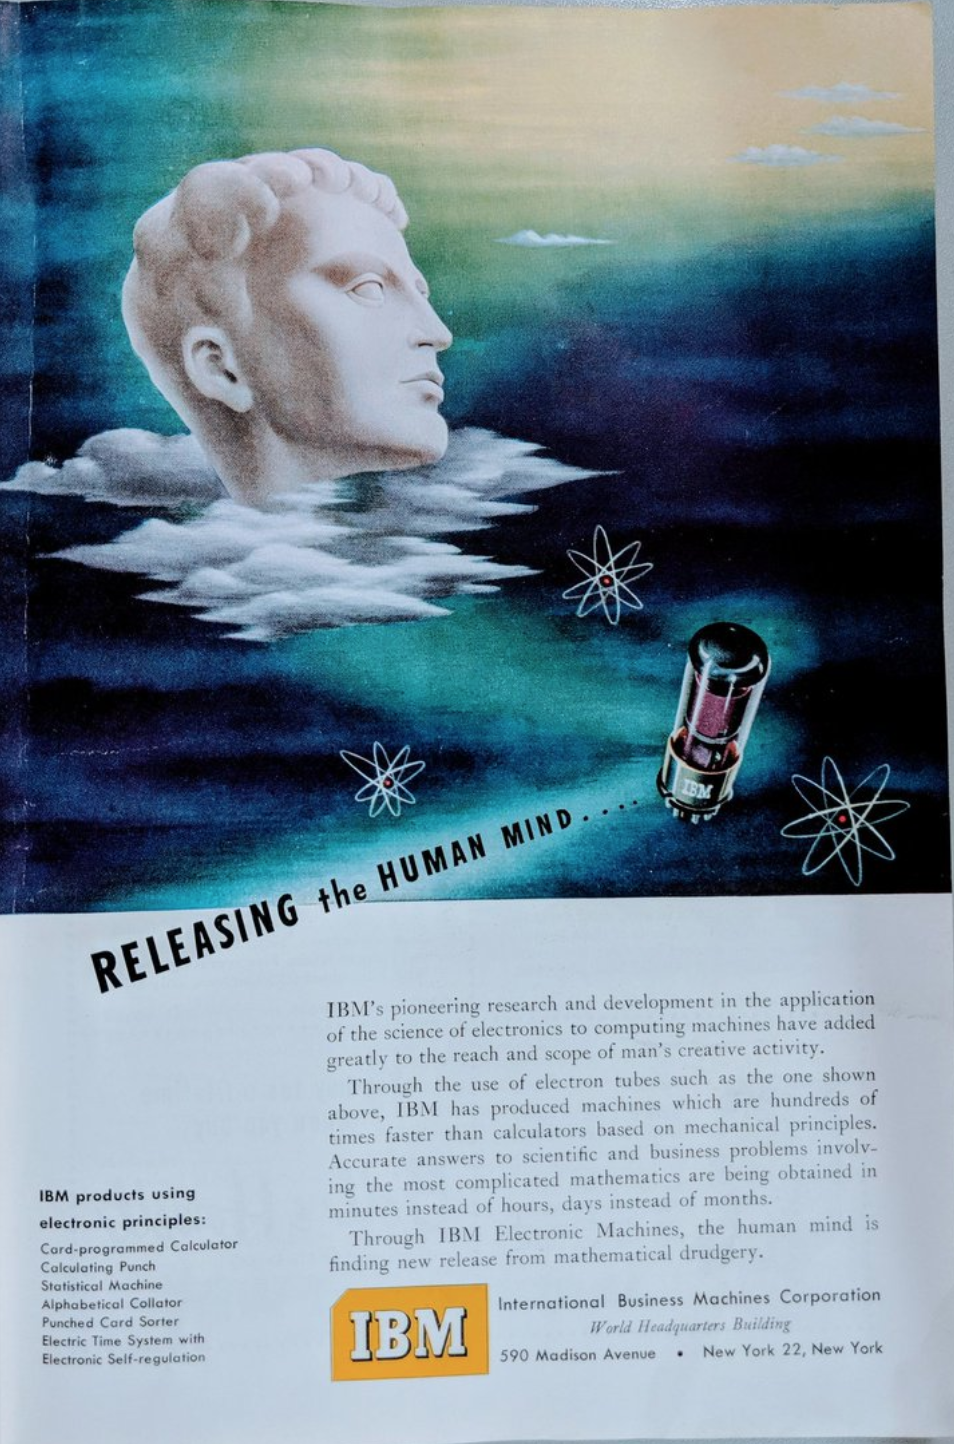 IBM
RELEASING the HUMAN MIND.......
IBM's pioneering research and development in the application
of the science of electronics to computing machines have added
greatly to the reach and scope of man's creative activity.
Through the use of electron tubes such as the one shown
above, IBM has produced machines which are hundreds of
times faster than calculators based on mechanical principles.
Accurate answers to scientific and business problems involv-
ing the most complicated mathematics are being obtained in
minutes instead of hours, days instead of months.
Through IBM Electronic Machines, the human mind is
finding new release from mathematical drudgery.
IBM products using
electronic principles:
Card-programmed Calculator
Calculating Punch
Statistical Machine
Alphabetical Collator
Punched Card Sorter
Electric Time System with
Electronic Self-regulation
IBM
International Business Machines Corporation
World Headquarters Building
590 Madison Avenue • New York 22, New York